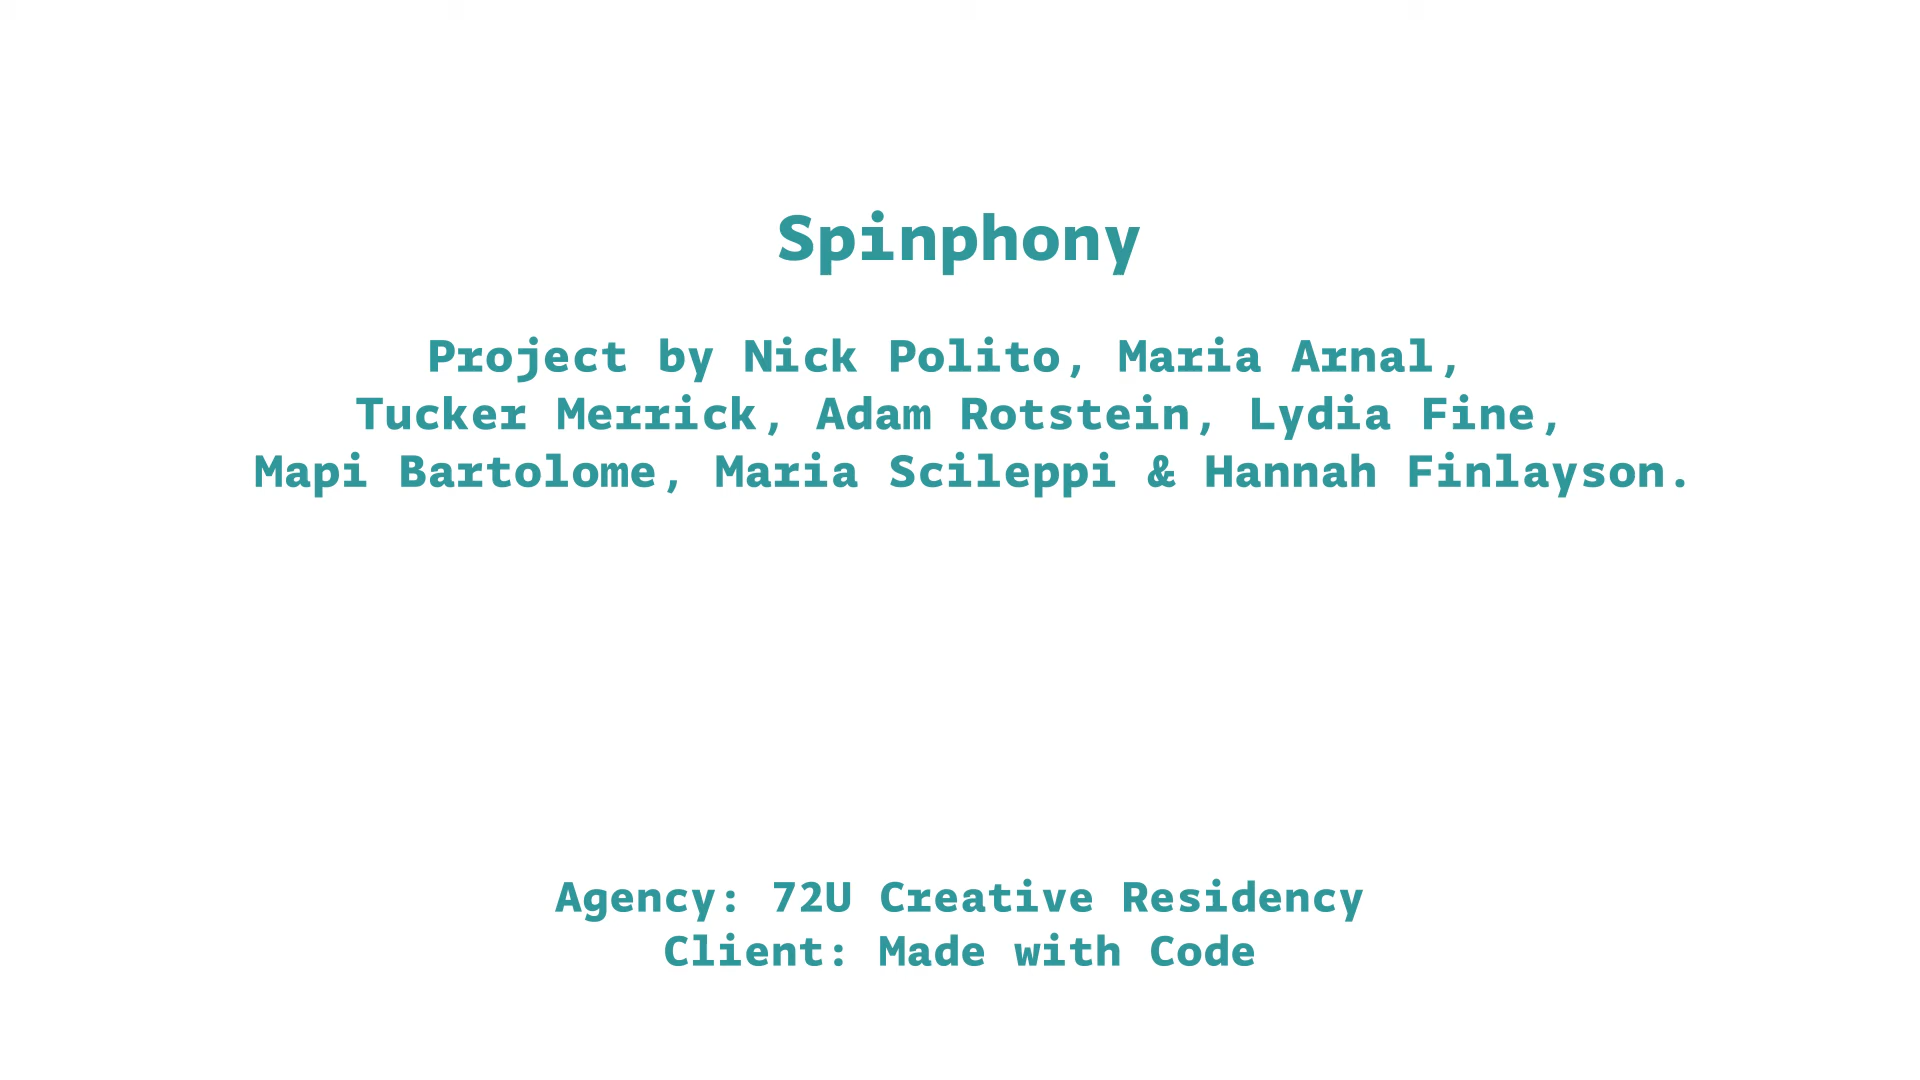 Spinphony
Project by Nick Polito, Maria Arnal,
Tucker Merrick, Adam Rotstein, Lydia Fine,
Mapi Bartolome, Maria Scileppi & Hannah Finlayson.
Agency: 72U Creative Residency
Client: Made with Code